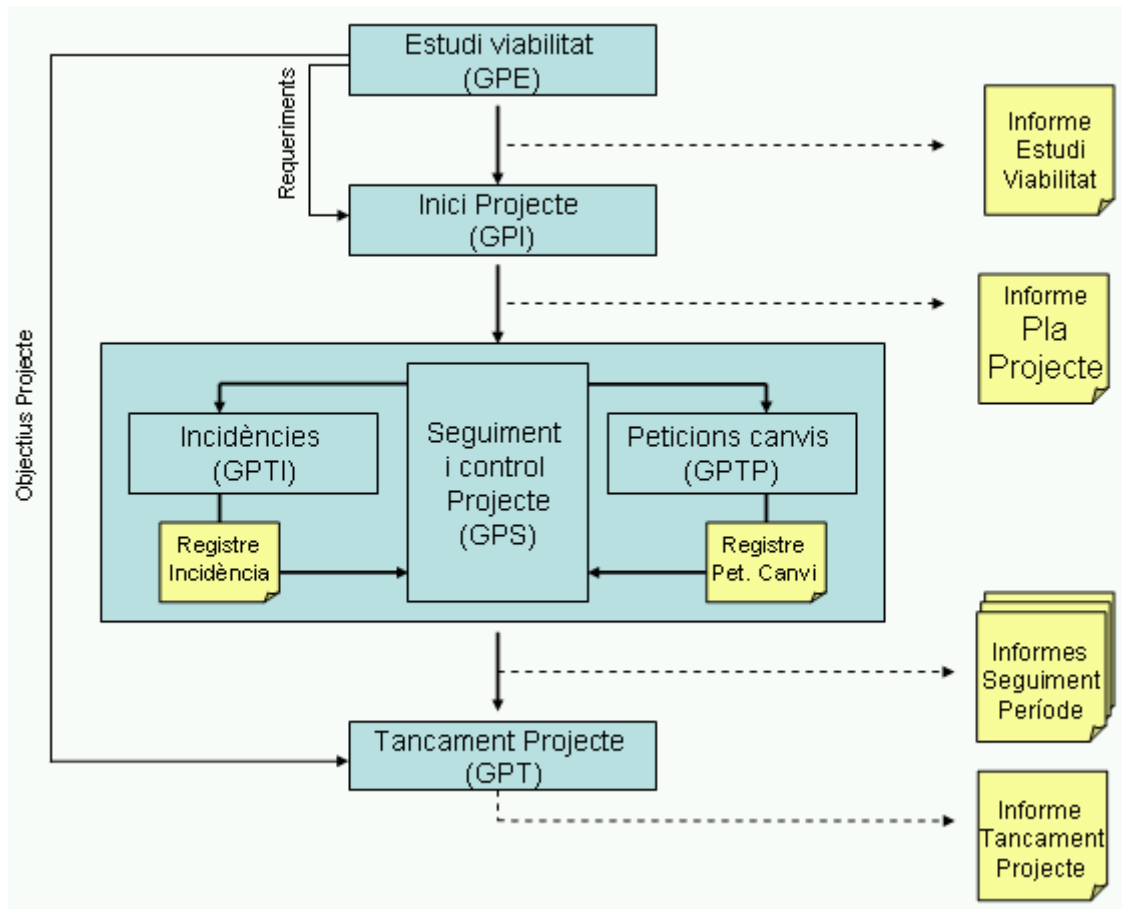 Estudi viabilitat
(GPE)
Requeriments
Informe
Estudi
Viabilitat
Inici Projecte
(GPI)
Informe
Pla
Projecte
Objectius Projecte
Incidències
(GPTI)
Registre
Incidència
Seguiment
i control
Projecte
(GPS)
Peticions canvis
(GPTP)
Registre
Pet. Canvi
Informes
Seguiment
Període
Tancament Projecte
(GPT)
Informe
Tancament
Projecte